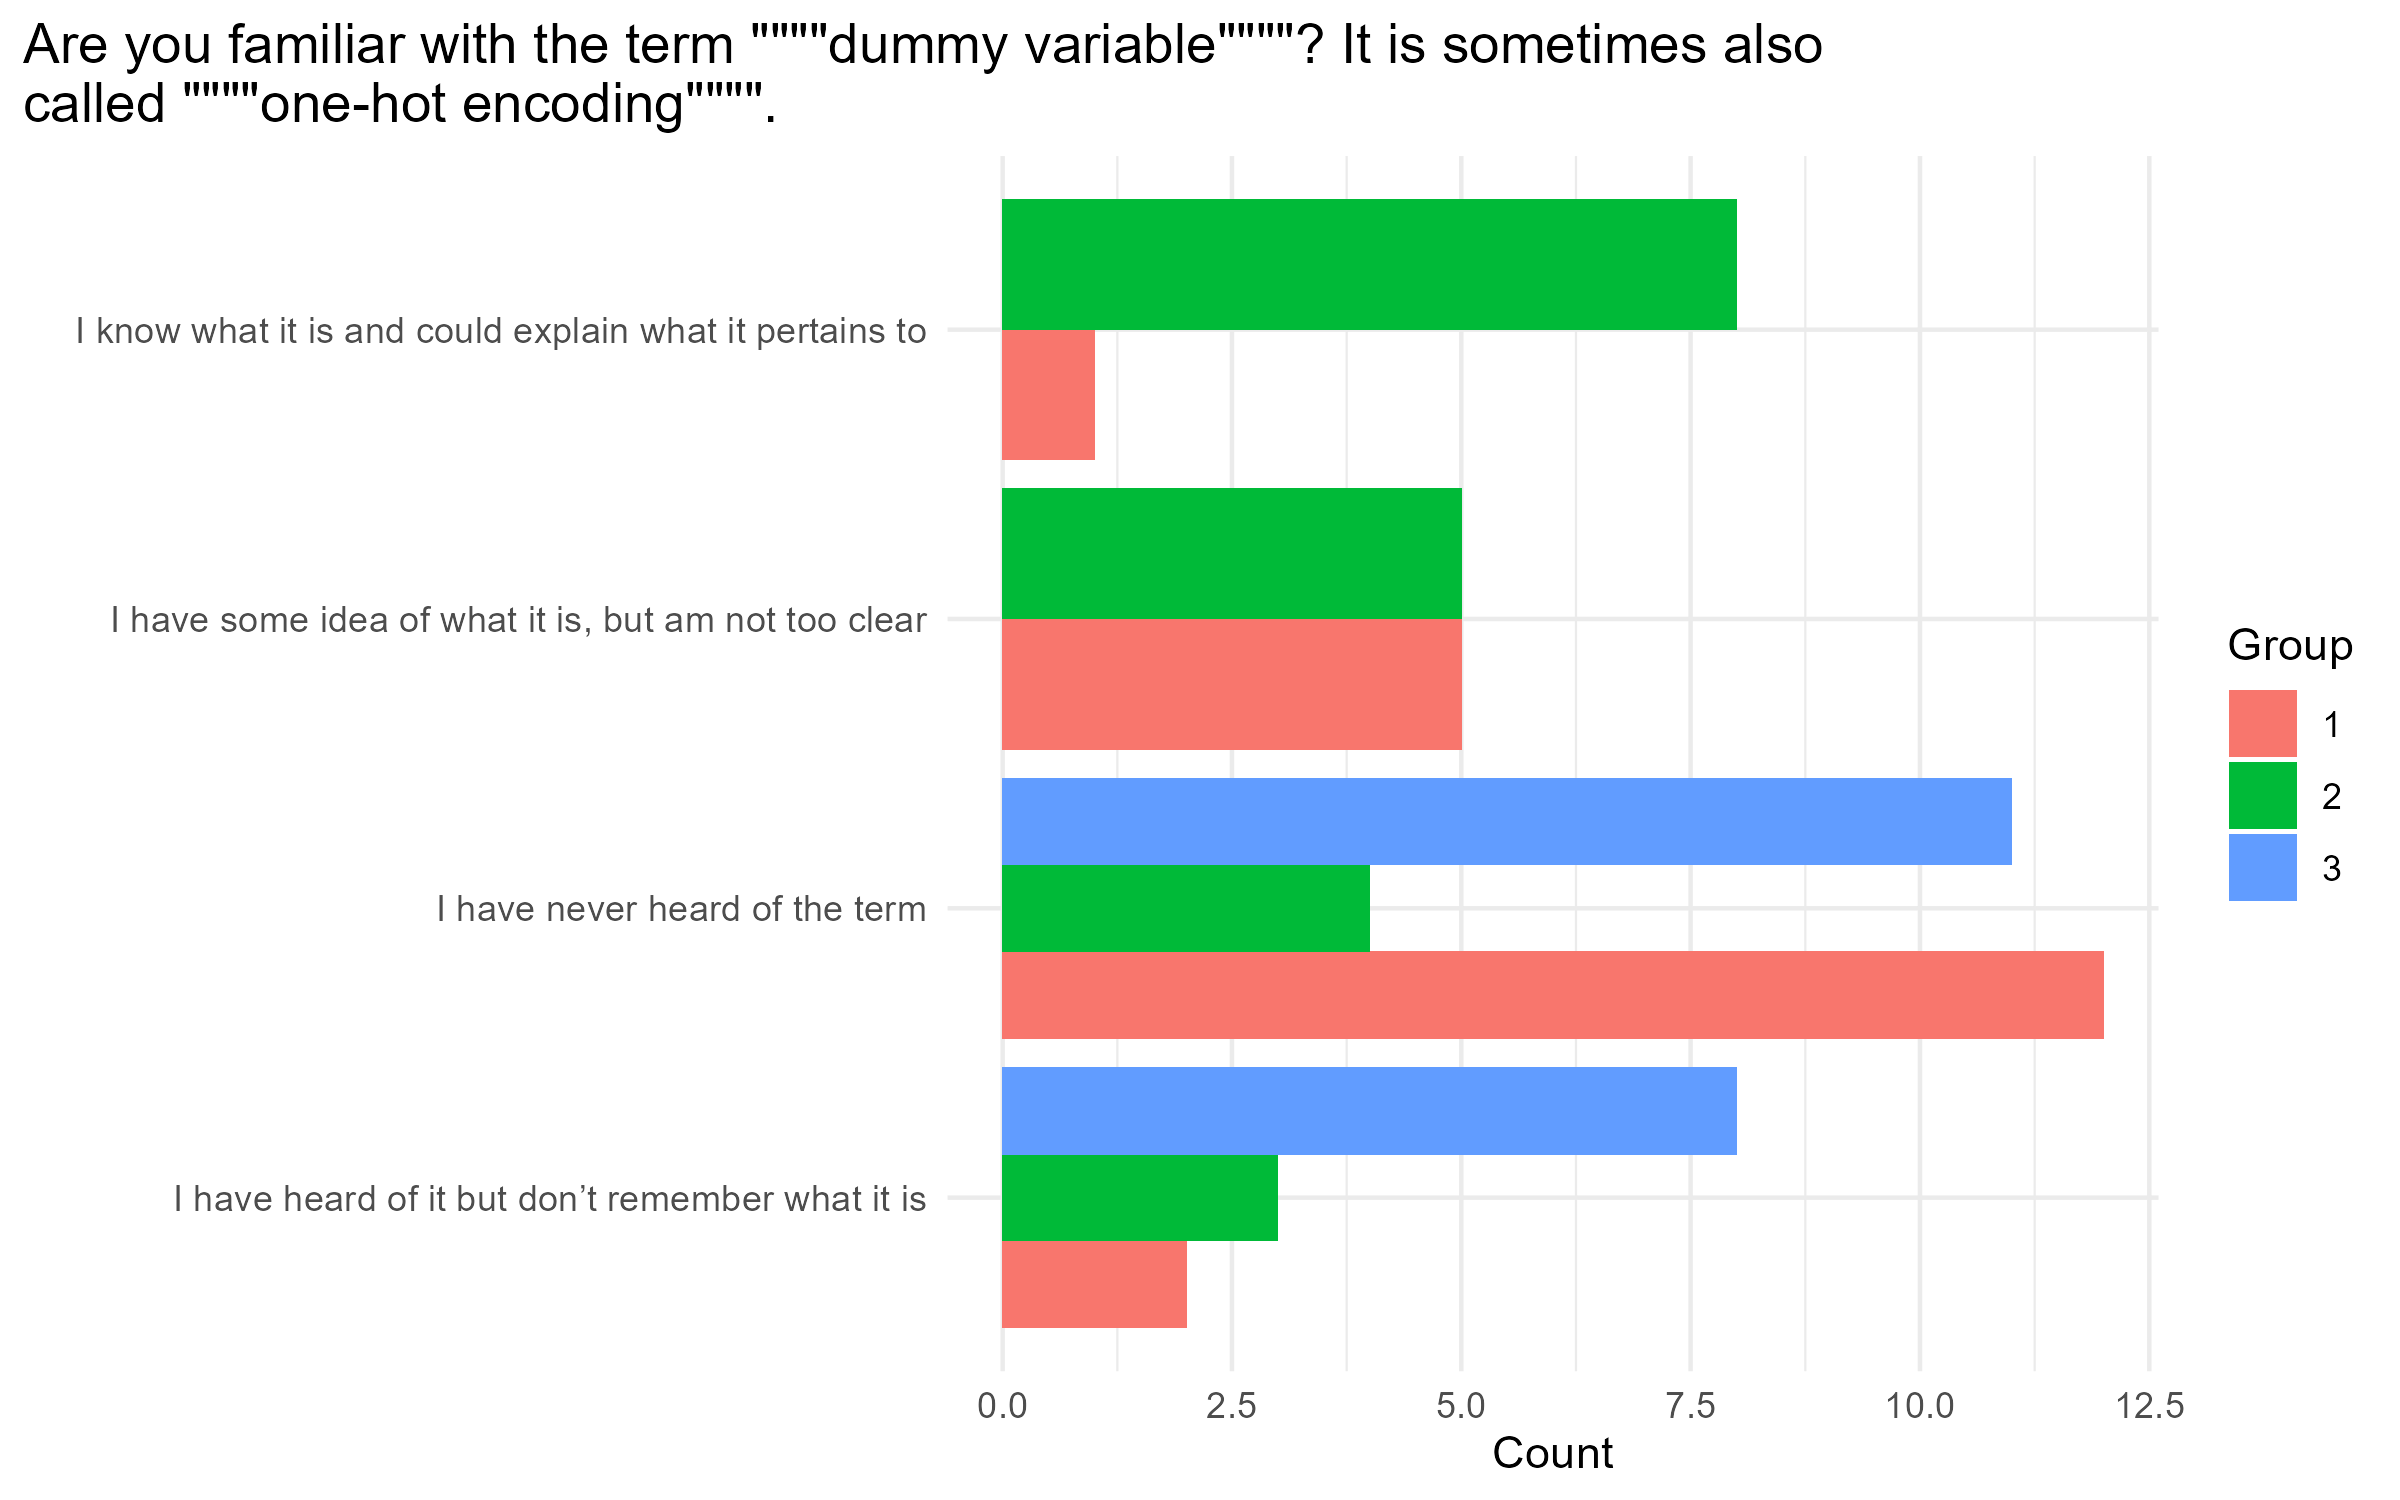 Are you familiar with the term """"dummy variable""""? It is sometimes also
called """"one-hot encoding"""".
I know what it is and could explain what it pertains to
I have some idea of what it is, but am not too clear
I have never heard of the term
I have heard of it but don’t remember what it is
0.0
2.5
5.0
7.5
10.0
12.5
Count
Group
1
2
3